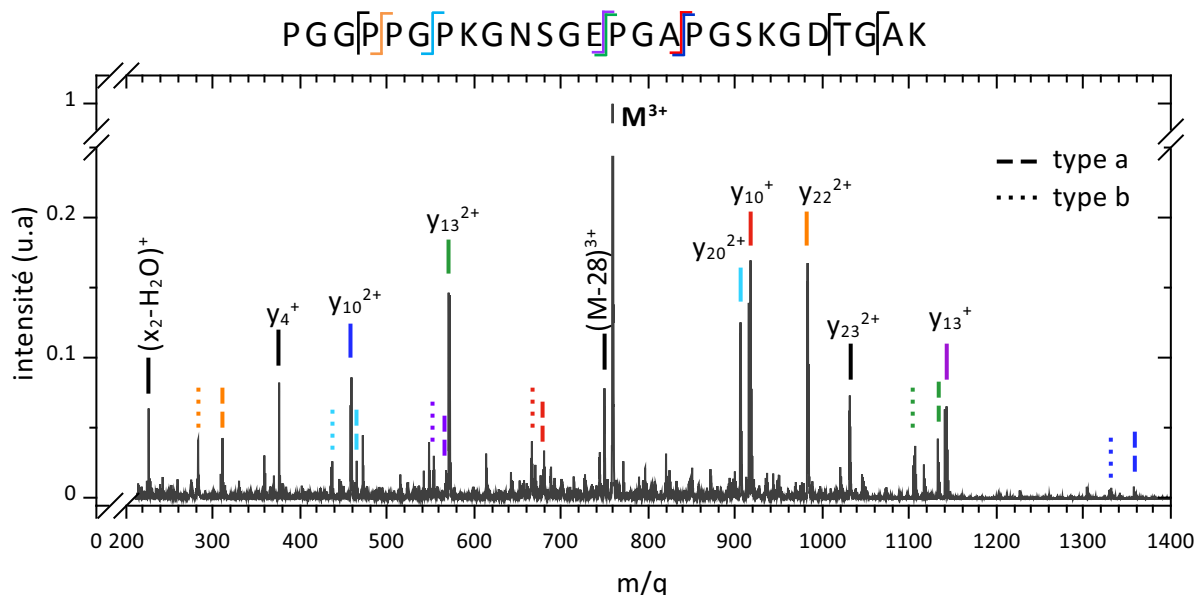 PGGPPGPKGNSGEPGAPGSKGDTGAK
1
M³⁺
type a
type b
0.2
y₁₃²⁺
y₁₀⁺
y₂₂²⁺
y₂₀²⁺
(x₂-H₂O)⁺
y₄⁺
y₁₀²⁺
(M-28)³⁺
y₂₃²⁺
y₁₃⁺
intensité (u.a)
0.1
0
0 200 300 400 500 600 700 800 900 1000 1100 1200 1300 1400
m/q